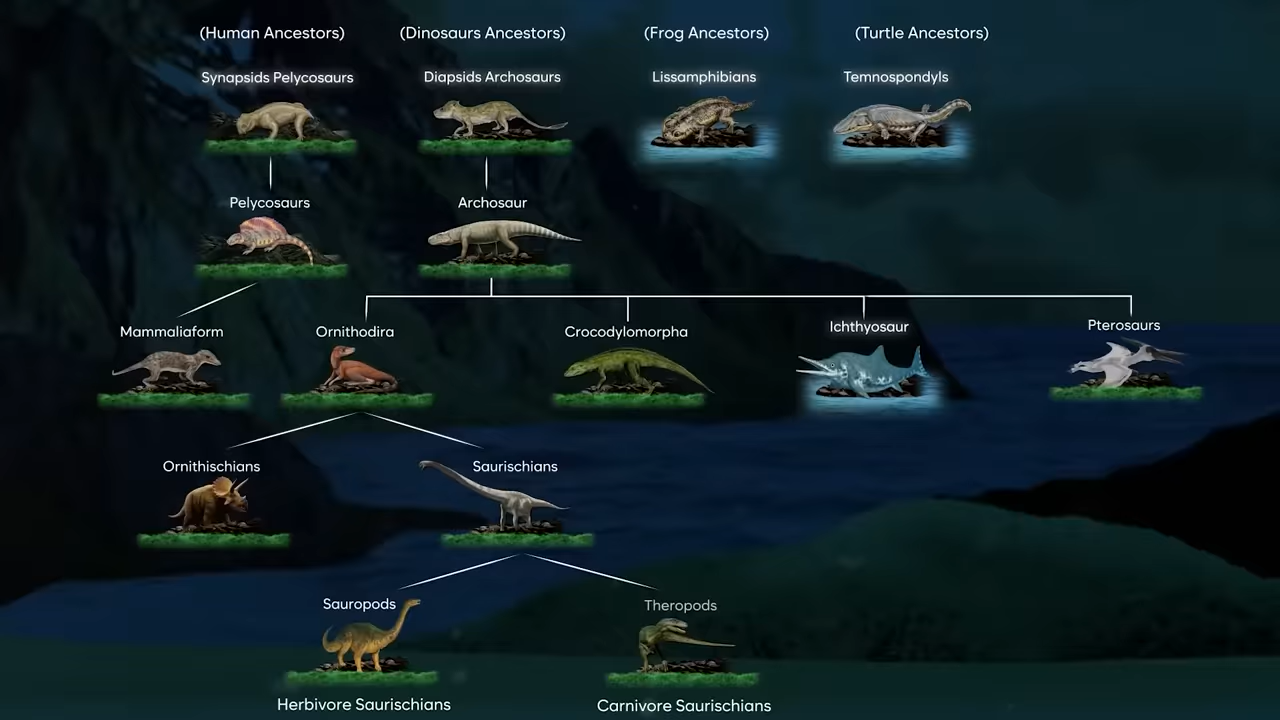 (Human Ancestors)
(Dinosaurs Ancestors)
(Frog Ancestors)
(Turtle Ancestors)
Synapsids Pelycosaurs
Diapsids Archosaurs
Lissamphibians
Temnospondyls
Pelycosaurs
Archosaur
Mammaliaform
Ornithodira
Crocodylomorpha
Ichthyosaur
Pterosaurs
Ornithischians
Saurischians
Sauropods
Theropods
Herbivore Saurischians
Carnivore Saurischians